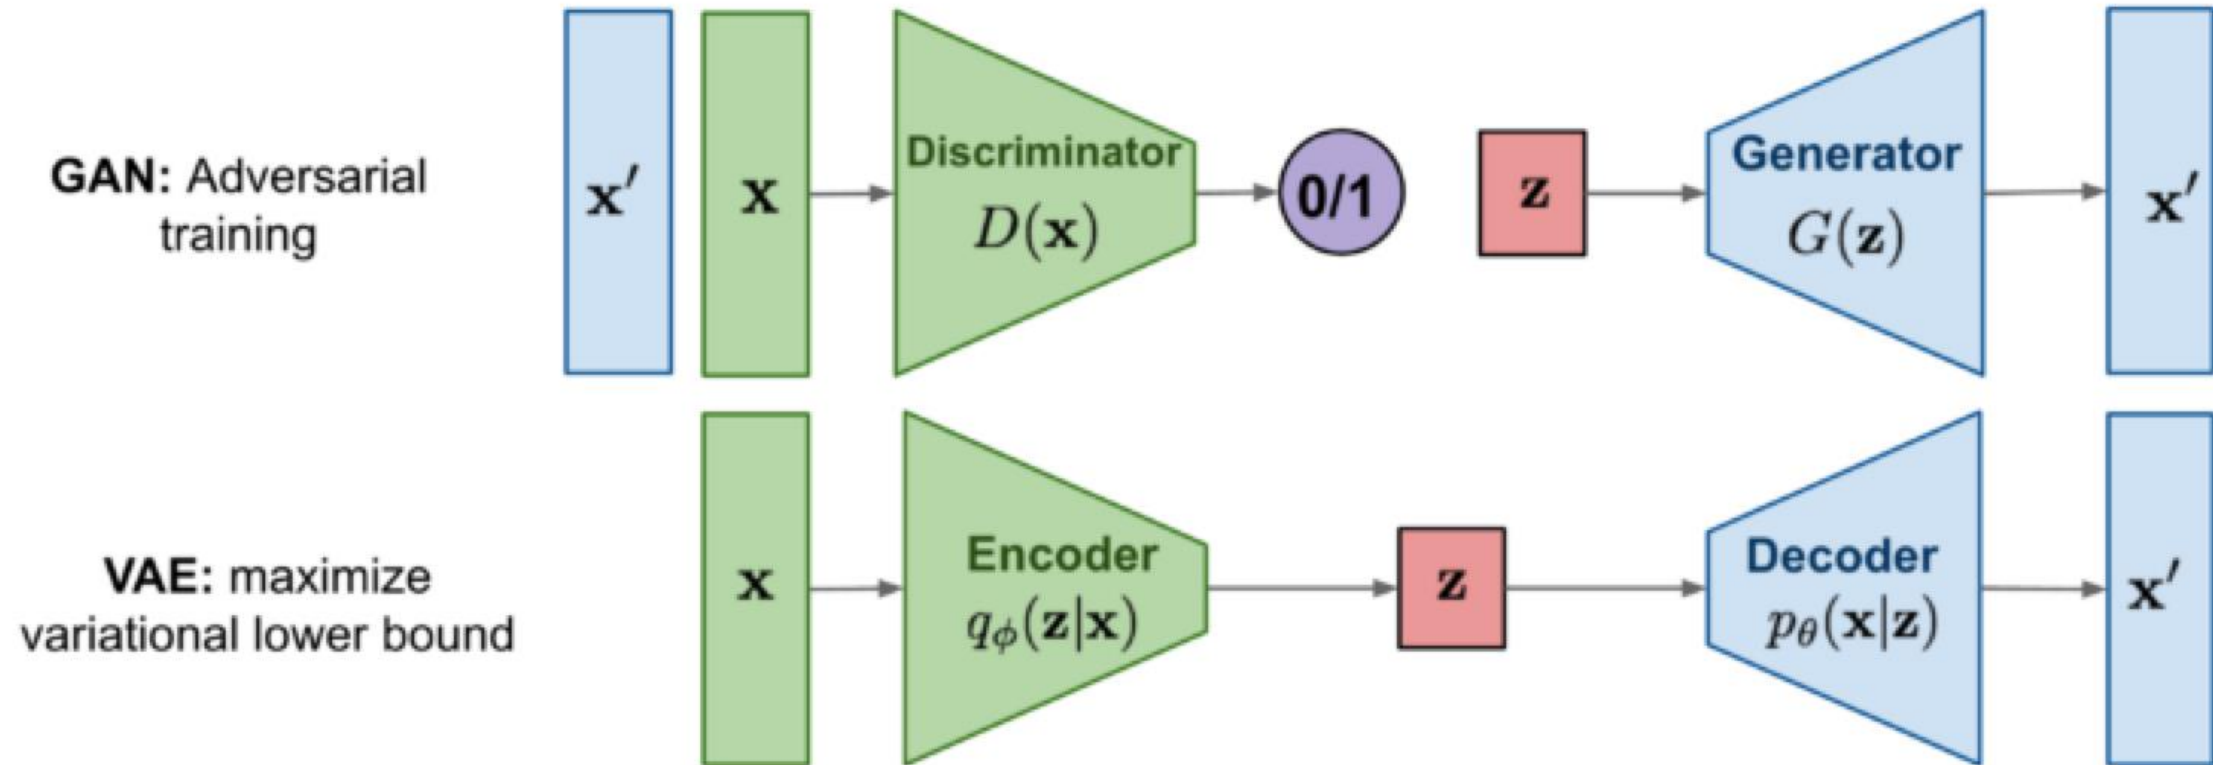 GAN: Adversarial
training
x′
x
Discriminator
D(x)
0/1
z
Generator
G(z)
x′
VAE: maximize
variational lower bound
x
Encoder
qϕ(z|x)
z
Decoder
pθ(x|z)
x′